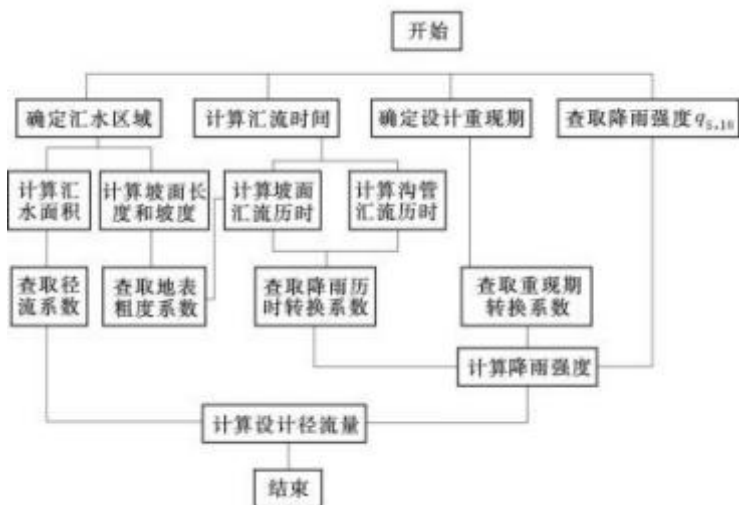 开始
确定汇水区域
计算汇流时间
确定设计重现期
查取降雨强度q5,10
计算汇
水面积
计算坡面长
度和坡度
计算坡面
汇流历时
计算沟管
汇流历时
查取径
流系数
查取地表
粗度系数
查取降雨历
时转换系数
查取重现期
转换系数
计算降雨强度
计算设计径流量
结束